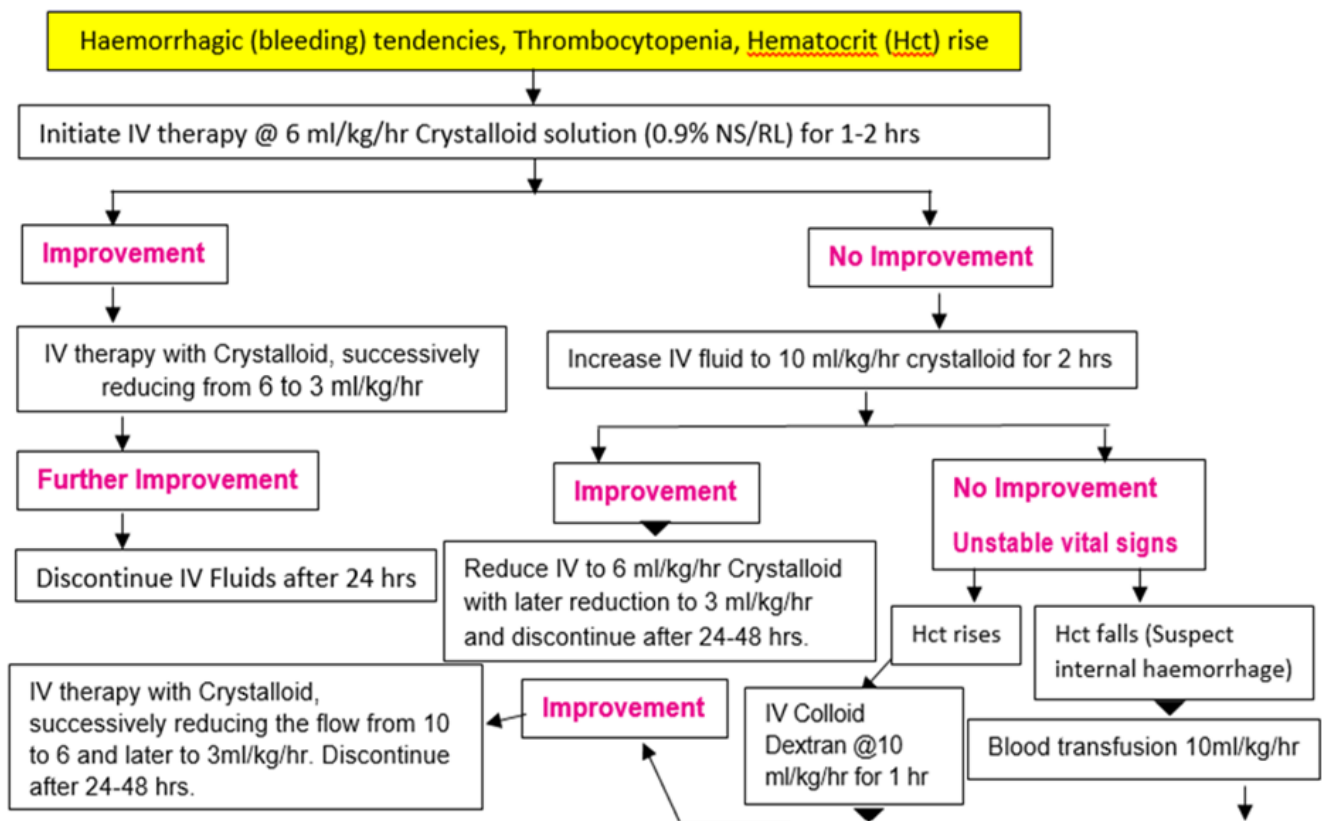 Haemorrhagic (bleeding) tendencies, Thrombocytopenia, Hematocrit (Hct) rise
Initiate IV therapy @ 6 ml/kg/hr Crystalloid solution (0.9% NS/RL) for 1-2 hrs
Improvement
No Improvement
IV therapy with Crystalloid, successively
reducing from 6 to 3 ml/kg/hr
Increase IV fluid to 10 ml/kg/hr crystalloid for 2 hrs
Further Improvement
Discontinue IV Fluids after 24 hrs
Improvement
No Improvement
Unstable vital signs
Reduce IV to 6 ml/kg/hr Crystalloid
with later reduction to 3 ml/kg/hr
and discontinue after 24-48 hrs.
Hct rises
Hct falls (Suspect
internal haemorrhage)
IV therapy with Crystalloid,
successively reducing the flow from 10
to 6 and later to 3ml/kg/hr. Discontinue
after 24-48 hrs.
Improvement
IV Colloid
Dextran @10
ml/kg/hr for 1 hr
Blood transfusion 10ml/kg/hr